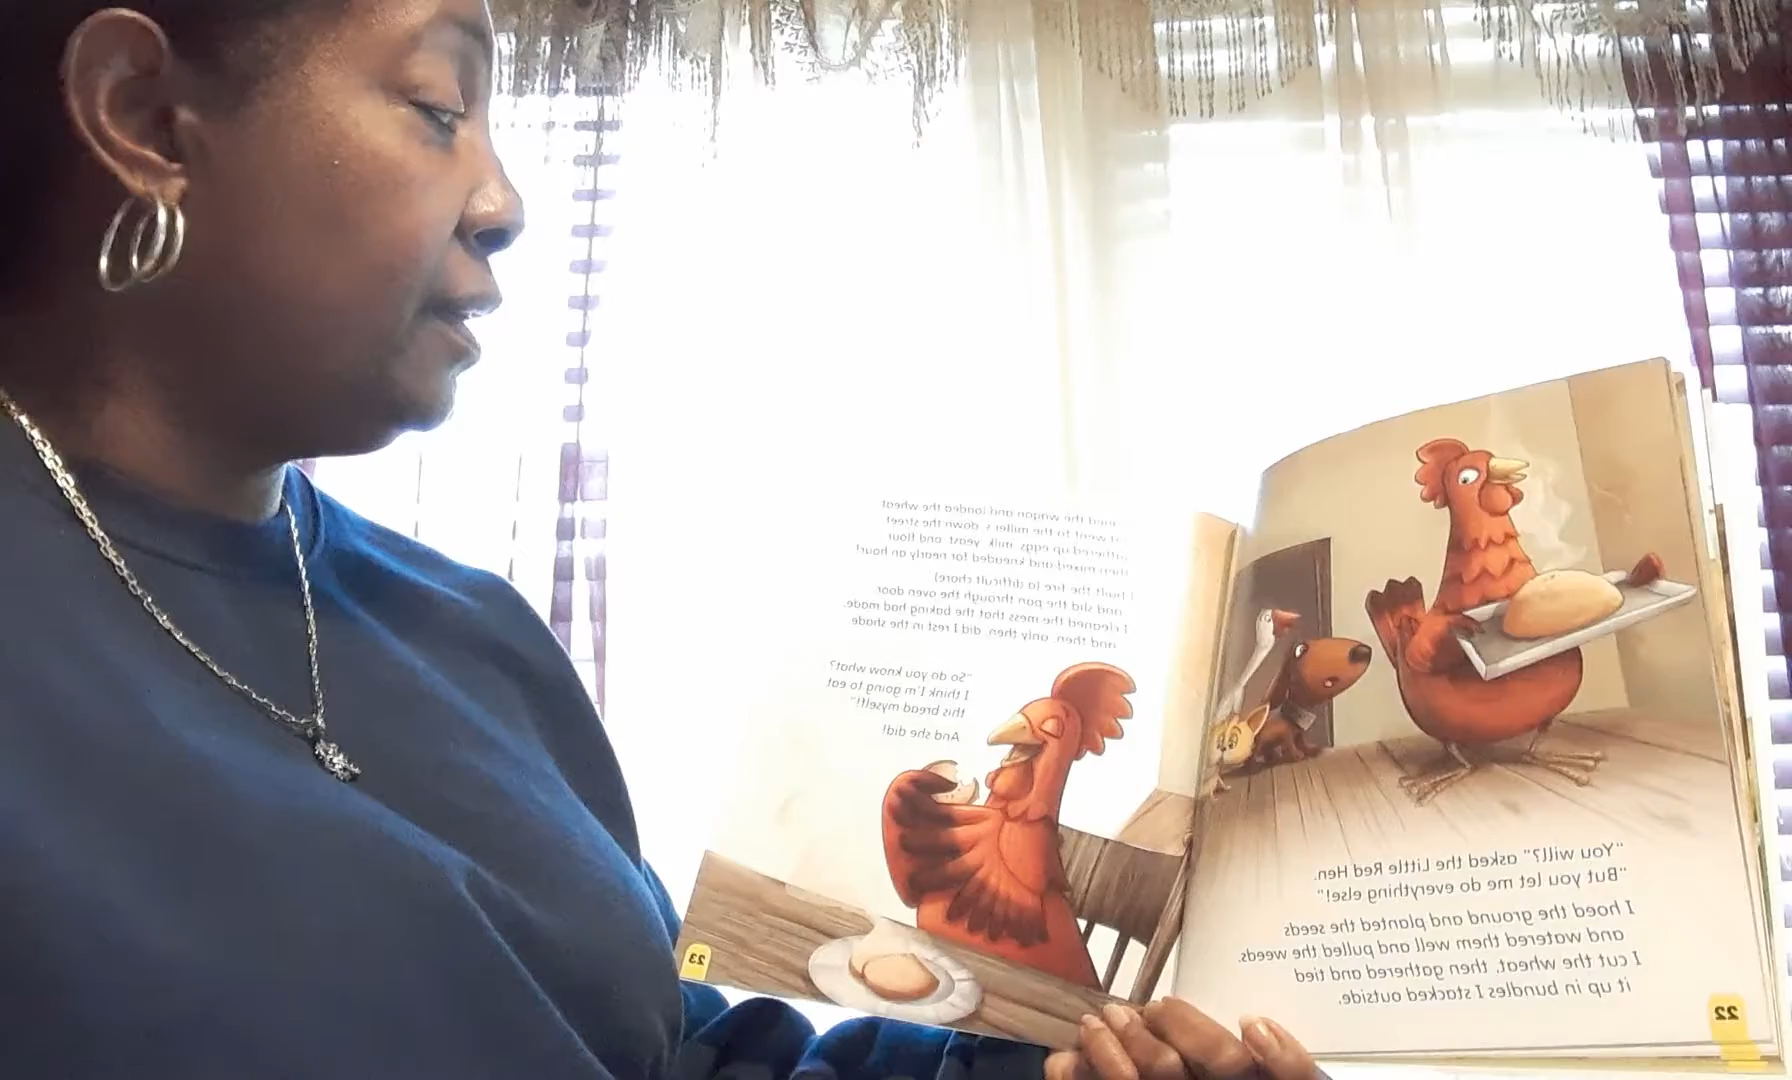 "You will?" asked the Little Red Hen.
"But you let me do everything else!"
I hoed the ground and planted the seeds
and watered them well and pulled the weeds.
I cut the wheat, then gathered and tied
it up in bundles I stacked outside.
22
the wagon and loaded the wheat
went to the miller's down the street
up eggs, milk, yeast, and flour
then mixed and kneaded for nearly an hour!
I built the fire (a difficult chore)
and slid the pan through the oven door
I cleaned the mess that the baking had made.
and then, only then, did I rest in the shade
"So do you know what?
I think I'm going to eat
this bread myself!"
And she did!
23